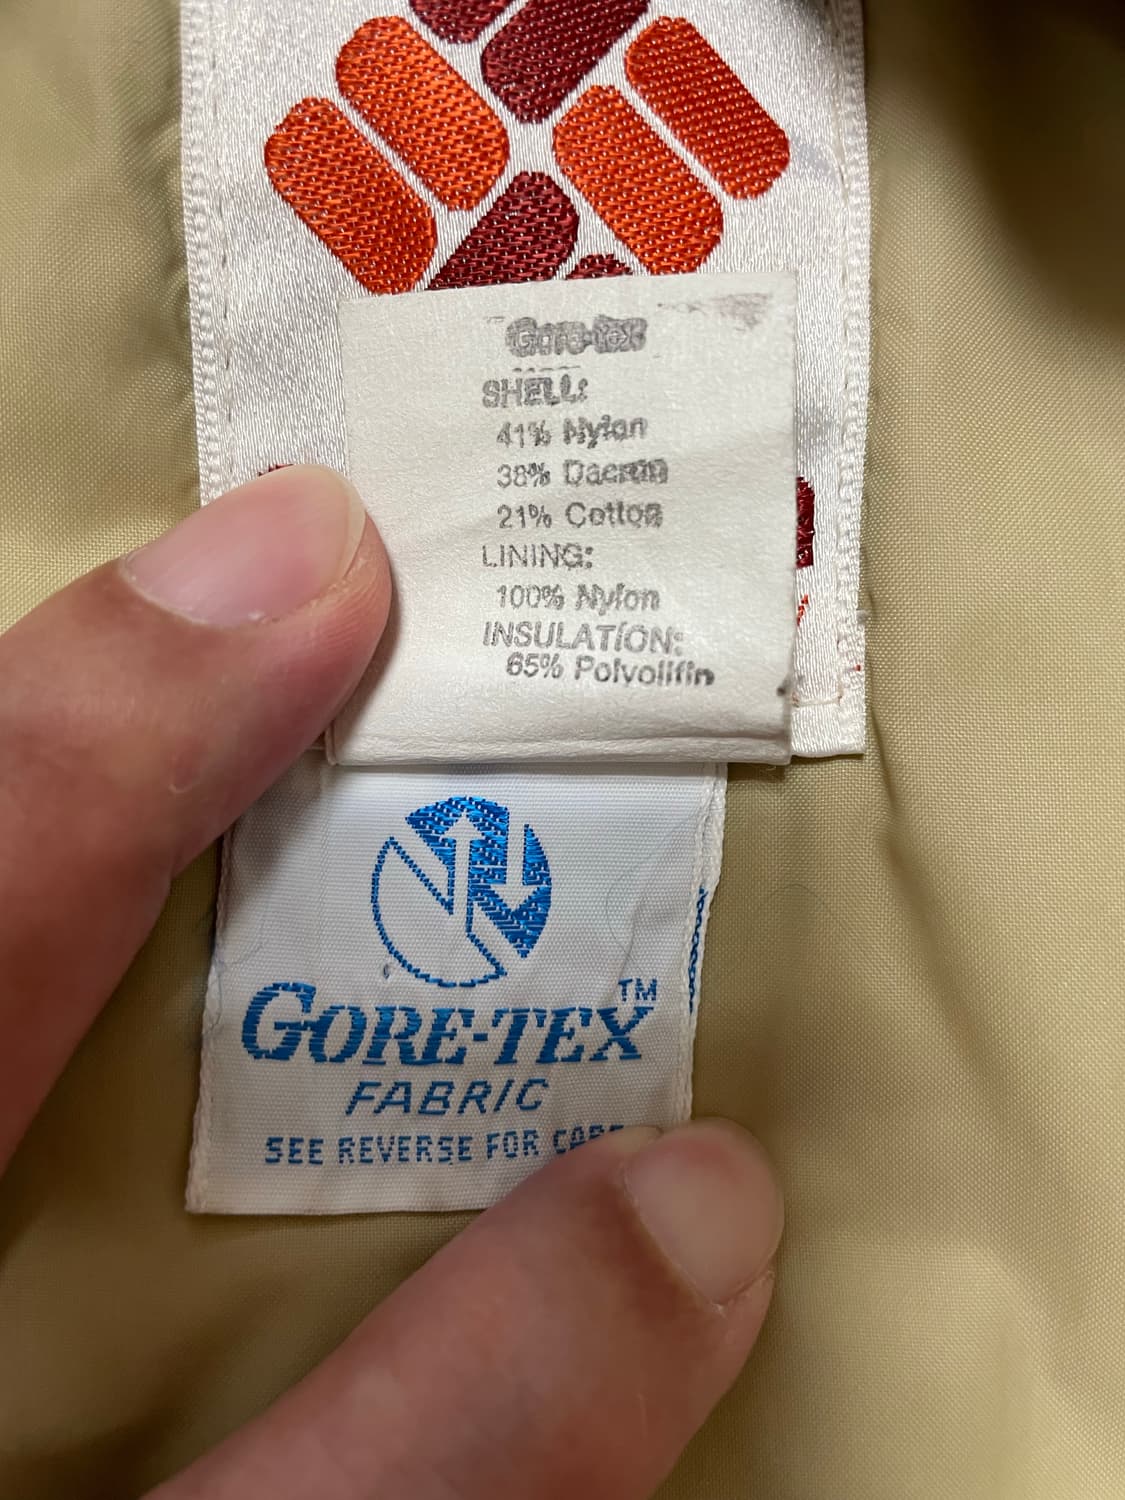 Gore-tex
SHELL:
41% Nylon
38% Dacron
21% Cotton
LINING:
100% Nylon
INSULATION:
65% Polyolifin
GORE-TEX™
FABRIC
SEE REVERSE FOR CARE